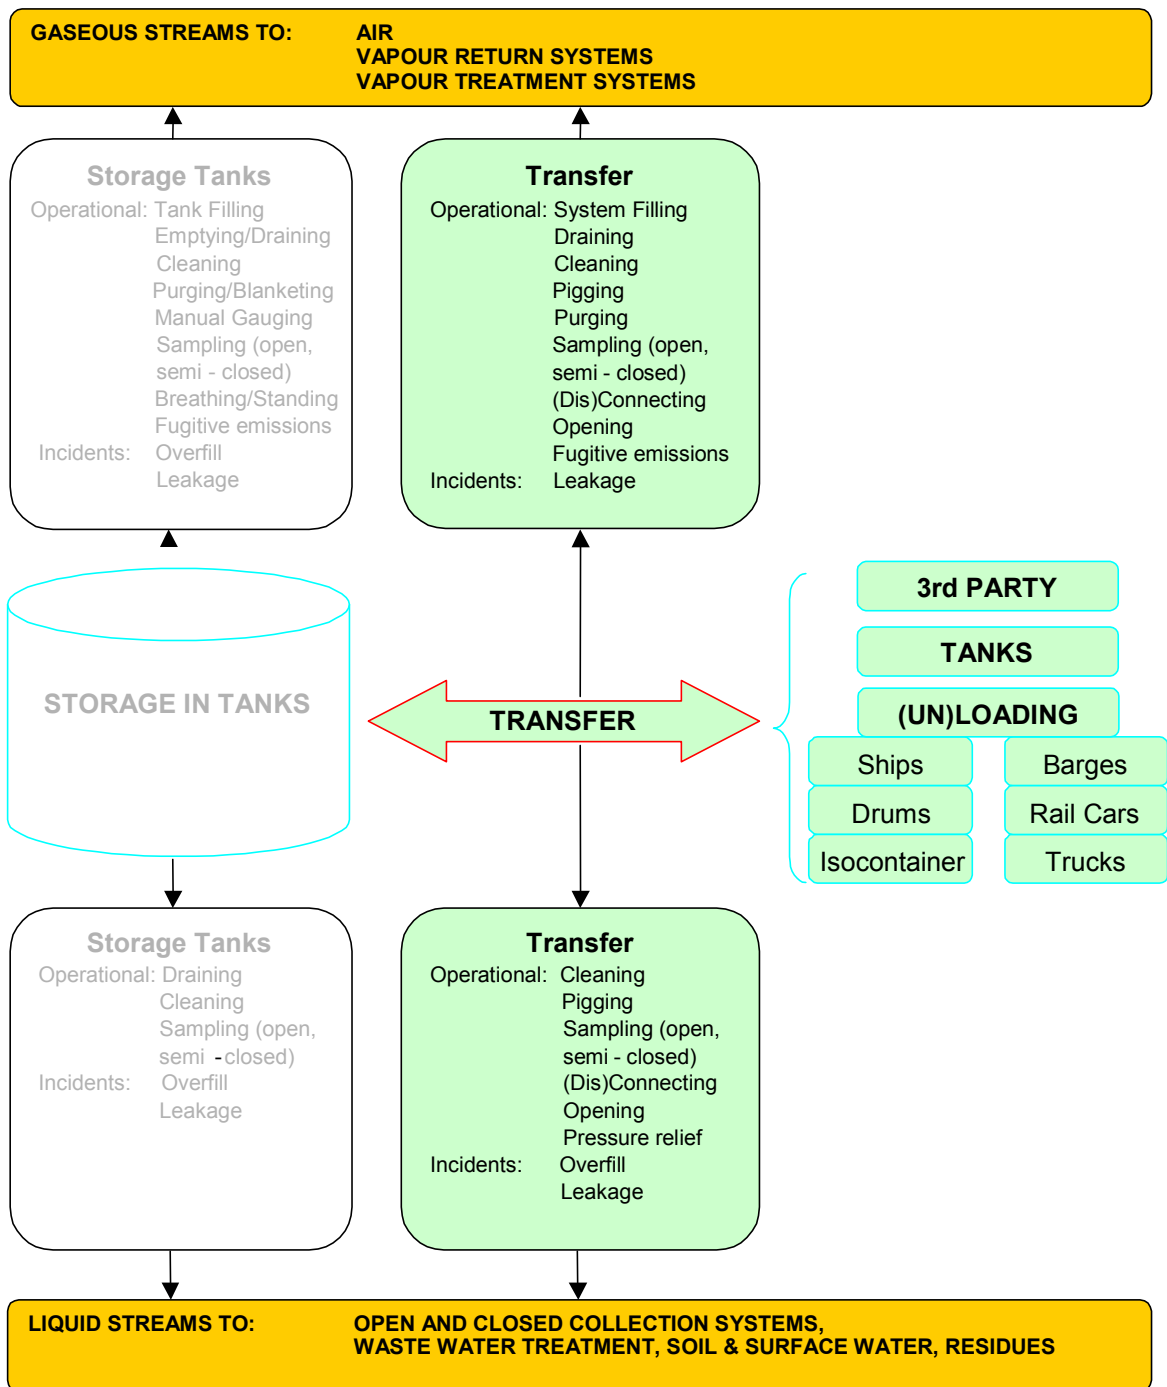 GASEOUS STREAMS TO: AIR
VAPOUR RETURN SYSTEMS
VAPOUR TREATMENT SYSTEMS
Storage Tanks
Operational: Tank Filling
Emptying/Draining
Cleaning
Purging/Blanketing
Manual Gauging
Sampling (open,
semi - closed)
Breathing/Standing
Fugitive emissions
Incidents: Overfill
Leakage
Transfer
Operational: System Filling
Draining
Cleaning
Pigging
Purging
Sampling (open,
semi - closed)
(Dis)Connecting
Opening
Fugitive emissions
Incidents: Leakage
STORAGE IN TANKS
TRANSFER
3rd PARTY
TANKS
(UN)LOADING
Ships Barges
Drums Rail Cars
Isocontainer Trucks
Storage Tanks
Operational: Draining
Cleaning
Sampling (open,
semi -closed)
Incidents: Overfill
Leakage
Transfer
Operational: Cleaning
Pigging
Sampling (open,
semi - closed)
(Dis)Connecting
Opening
Pressure relief
Incidents: Overfill
Leakage
LIQUID STREAMS TO: OPEN AND CLOSED COLLECTION SYSTEMS,
WASTE WATER TREATMENT, SOIL & SURFACE WATER, RESIDUES